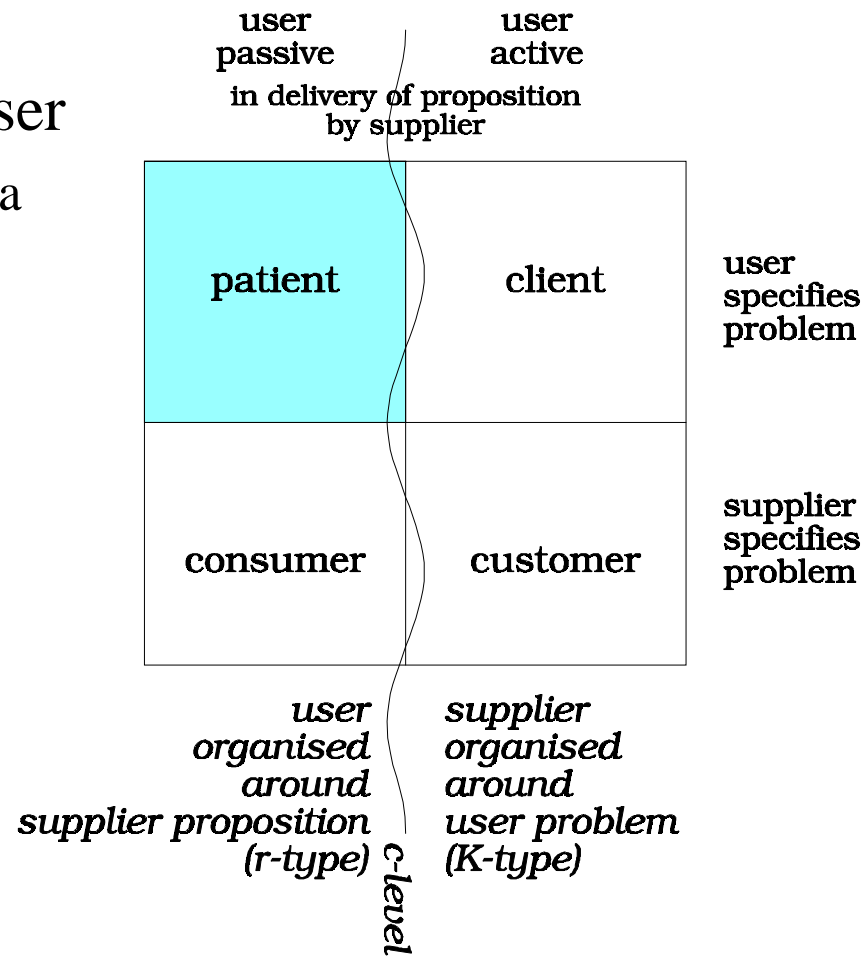 user
passive
user
active
in delivery of proposition
by supplier
ser
a
patient
client
user
specifies
problem
consumer
customer
supplier
specifies
problem
user
organised
around
supplier proposition
(r-type)
supplier
organised
around
user problem
(K-type)
c-level